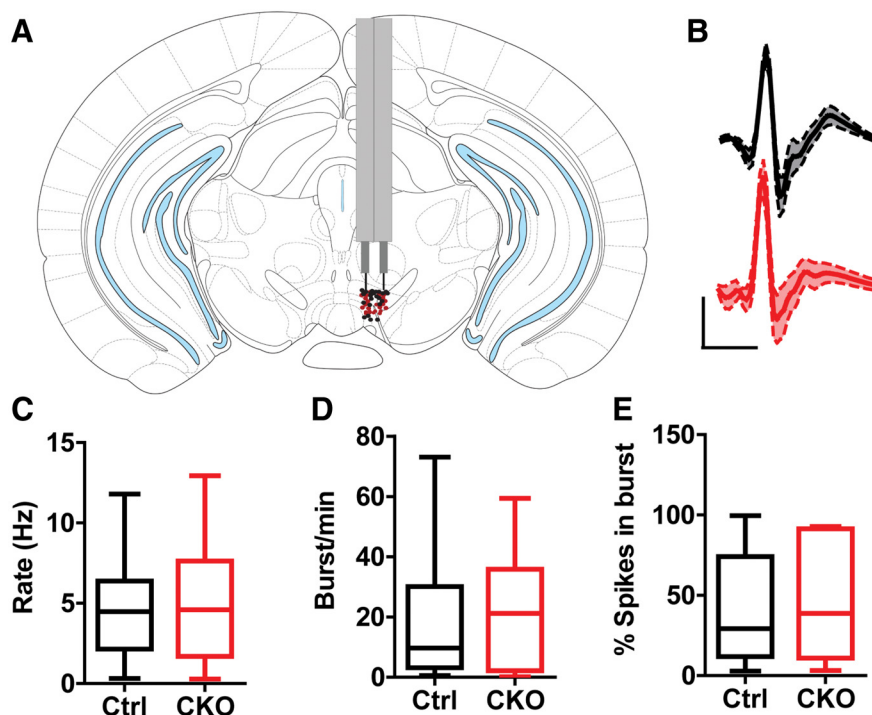 A
B
C
D
E
15
10
5
0
Rate (Hz)
Ctrl CKO
80
60
40
20
0
Burst/min
Ctrl CKO
150
100
50
0
% Spikes in burst
Ctrl CKO